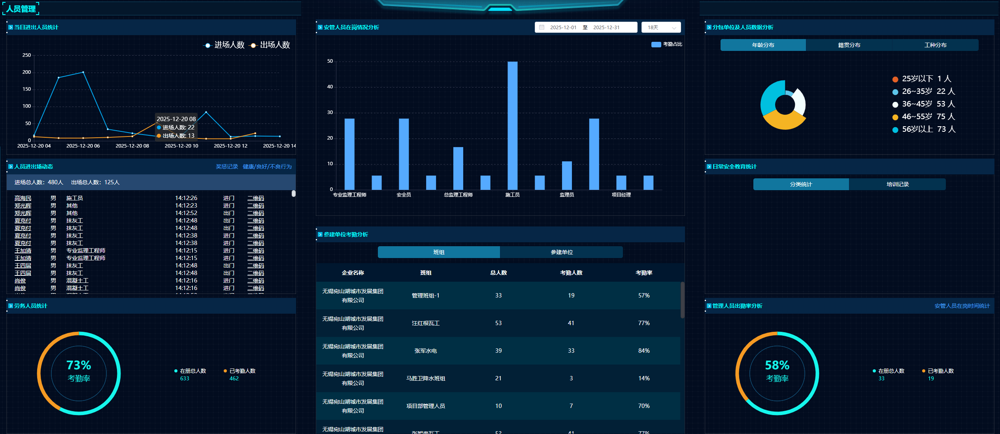 人员管理
当日进出人员统计
进场人数 出场人数
250
200
150
100
50
0
2025-12-20 08
进场人数: 22
出场人数: 13
2025-12-20 04 2025-12-20 06 2025-12-20 08 2025-12-20 10 2025-12-20 12 2025-12-20 14
人员进出场动态 奖惩记录 健康/良好/不良行为
进场总人数：480人 出场总人数：125人
高海民 男 施工员 14:12:26 进门 二维码
郑光辉 男 其他 14:12:23 进门 二维码
郑光辉 男 其他 14:12:52 出门 二维码
夏克付 男 抹灰工 14:12:48 出门 二维码
夏克付 男 抹灰工 14:12:48 出门 二维码
夏克付 男 抹灰工 14:12:38 进门 二维码
夏克付 男 抹灰工 14:12:38 进门 二维码
王加清 男 专业监理工程师 14:12:15 进门 二维码
王加清 男 专业监理工程师 14:12:15 进门 二维码
王四届 男 抹灰工 14:12:48 出门 二维码
王四届 男 抹灰工 14:12:48 出门 二维码
尚俊 男 混凝土工 14:12:16 进门 二维码
尚俊 男 混凝土工 14:12:16 进门 二维码
劳务人员统计
73%
考勤率
在册总人数 已考勤人数
633 462
安管人员在岗情况分析 2025-12-01 至 2025-12-31 18天
考勤占比
50
40
30
20
10
0
专业监理工程师 安全员 总监理工程师 施工员 监理员 项目经理
参建单位考勤分析
班组 参建单位
企业名称 班组 总人数 考勤人数 考勤率
无锡宛山湖城市发展集团
有限公司
管理班组-1 33 19 57%
无锡宛山湖城市发展集团
有限公司
汪红根瓦工 53 41 77%
无锡宛山湖城市发展集团
有限公司
张军水电 39 33 84%
无锡宛山湖城市发展集团
有限公司
马胜卫降水班组 21 3 14%
无锡宛山湖城市发展集团
有限公司
项目部管理人员 10 7 70%
无锡宛山湖城市发展集团
53 41 77%
分包单位及人员数据分析
年龄分布 籍贯分布 工种分布
25岁以下 1 人
26~35岁 22 人
36~45岁 53 人
46~55岁 75 人
56岁以上 73 人
日常安全教育统计
分类统计 培训记录
管理人员出勤率分析 安管人员在岗时间统计
58%
考勤率
在册总人数 已考勤人数
33 19